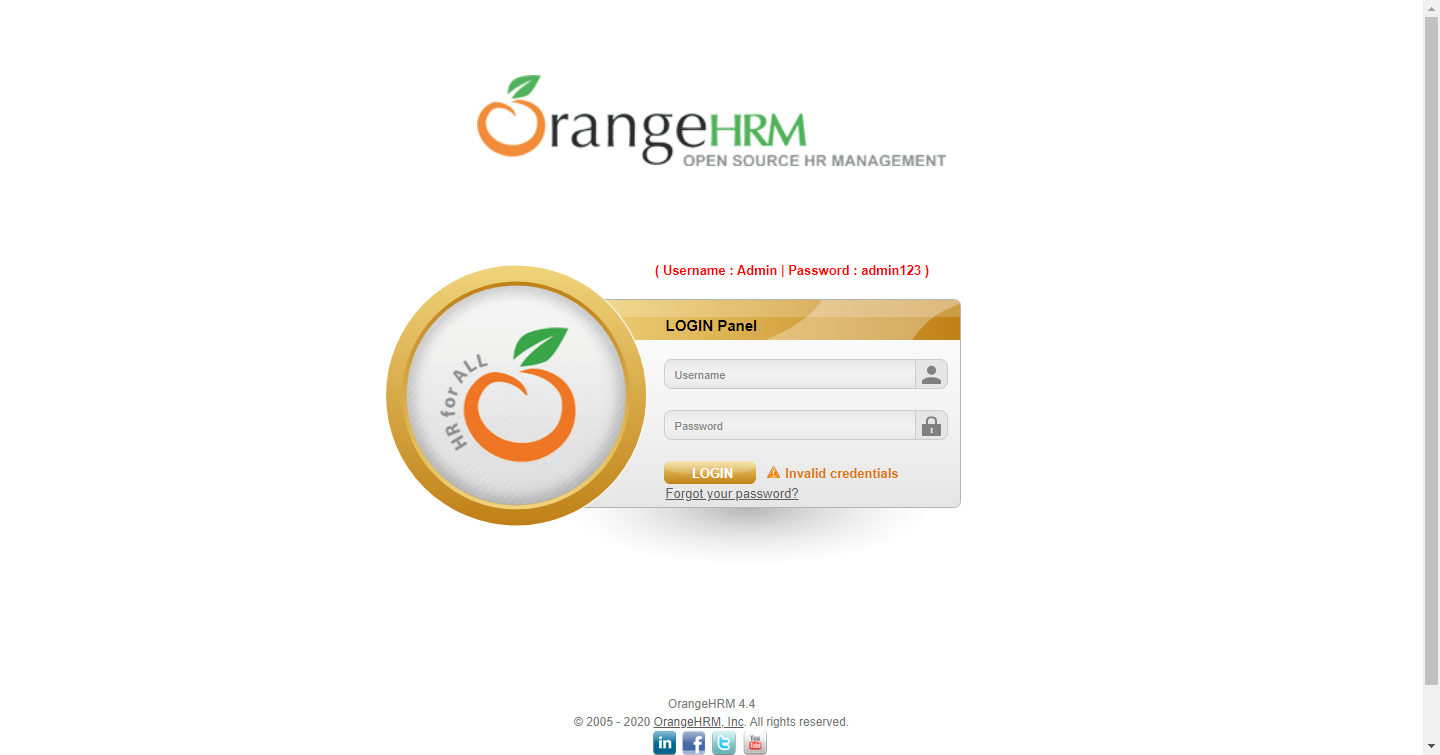 OrangeHRM
OPEN SOURCE HR MANAGEMENT
( Username : Admin | Password : admin123 )
HR for ALL
LOGIN Panel
Username
Password
LOGIN
Invalid credentials
Forgot your password?
OrangeHRM 4.4
© 2005 - 2020 OrangeHRM, Inc. All rights reserved.
in f t You Tube